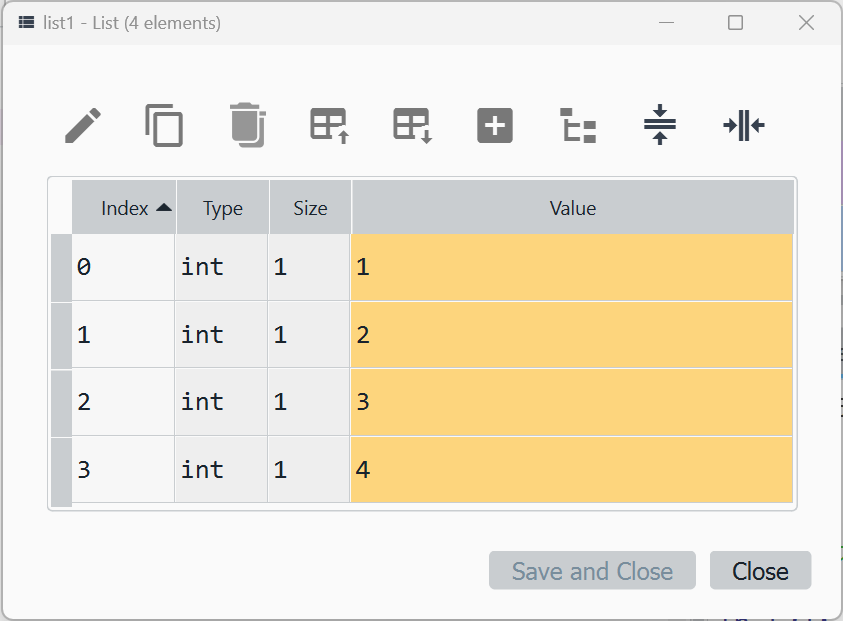 list1 - List (4 elements)
Index Type Size Value
0 int 1 1
1 int 1 2
2 int 1 3
3 int 1 4
Save and Close Close